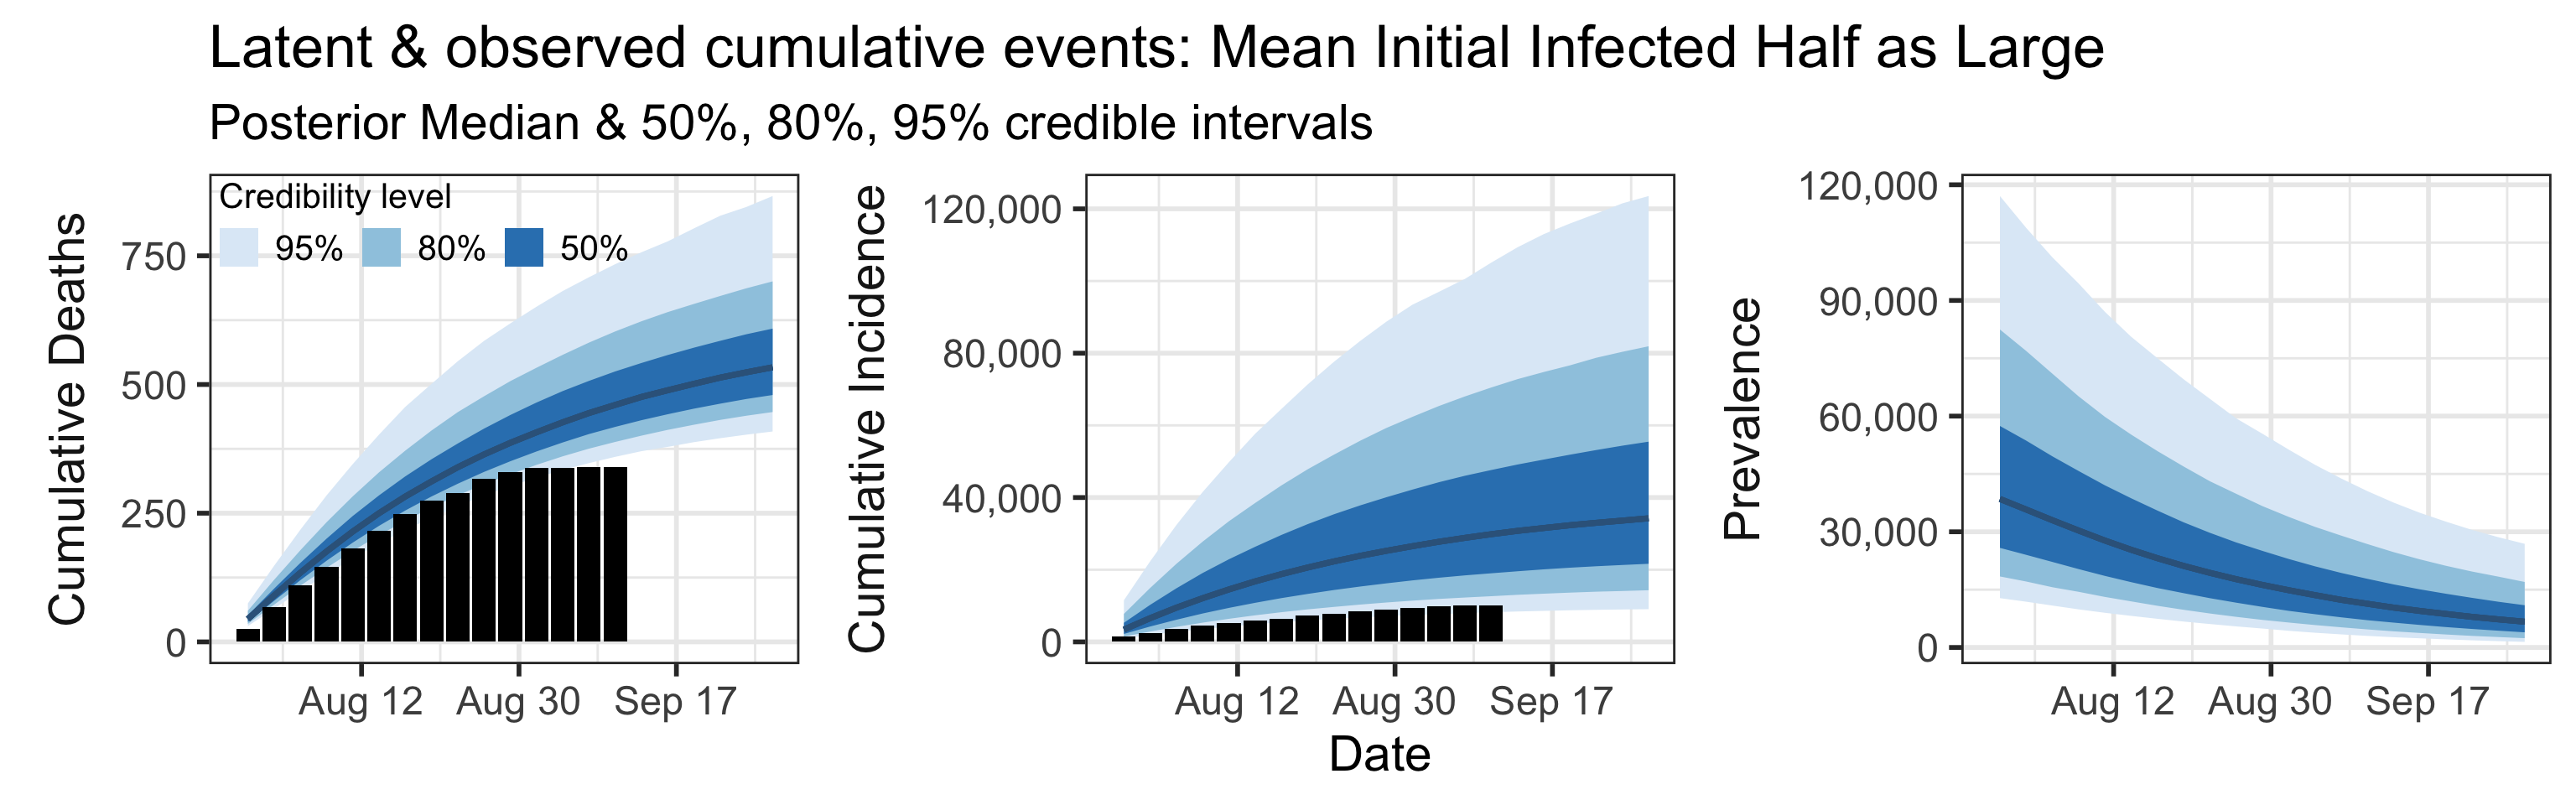 Latent & observed cumulative events: Mean Initial Infected Half as Large
Posterior Median & 50%, 80%, 95% credible intervals
Cumulative Deaths
750
500
250
0
Credibility level
95% 80% 50%
Aug 12 Aug 30 Sep 17
Cumulative Incidence
120,000
80,000
40,000
0
Aug 12 Aug 30 Sep 17
Prevalence
120,000
90,000
60,000
30,000
0
Aug 12 Aug 30 Sep 17
Date